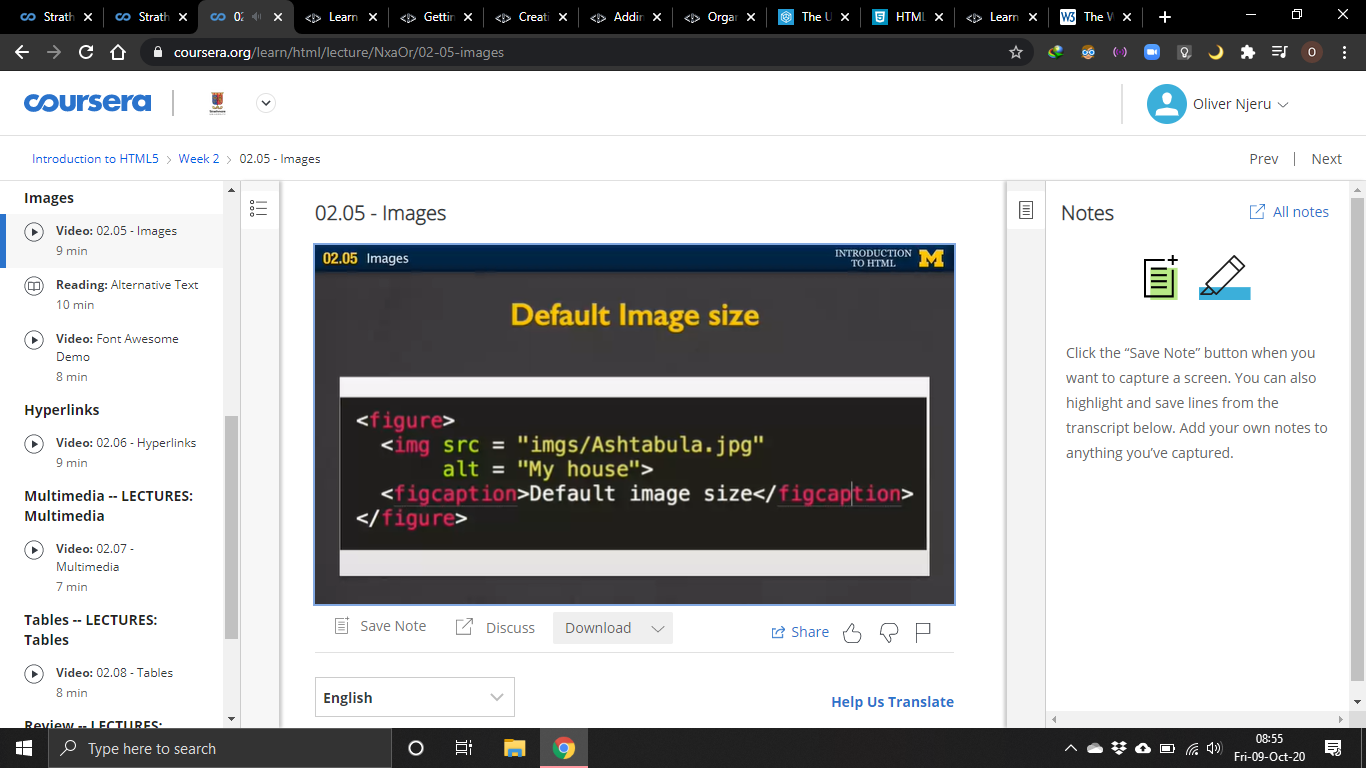 Strath
Strath
02
Learn
Gettin
Creati
Addin
Organ
The U
HTML
Learn
The W
coursera.org/learn/html/lecture/NxaOr/02-05-images
O
coursera
Oliver Njeru
Introduction to HTML5 > Week 2 > 02.05 - Images
Prev | Next
Images
Video: 02.05 - Images
9 min
Reading: Alternative Text
10 min
Video: Font Awesome
Demo
8 min
Hyperlinks
Video: 02.06 - Hyperlinks
9 min
Multimedia -- LECTURES:
Multimedia
Video: 02.07 -
Multimedia
7 min
Tables -- LECTURES:
Tables
Video: 02.08 - Tables
8 min
Review -- LECTURES:
02.05 - Images
02.05 Images
INTRODUCTION
TO HTML
M
Default Image size
<figure>
<img src = "imgs/Ashtabula.jpg"
alt = "My house">
<figcaption>Default image size</figcaption>
</figure>
Save Note
Discuss
Download
Share
English
Help Us Translate
Notes
All notes
Click the “Save Note” button when you
want to capture a screen. You can also
highlight and save lines from the
transcript below. Add your own notes to
anything you’ve captured.
Type here to search
08:55
Fri-09-Oct-20